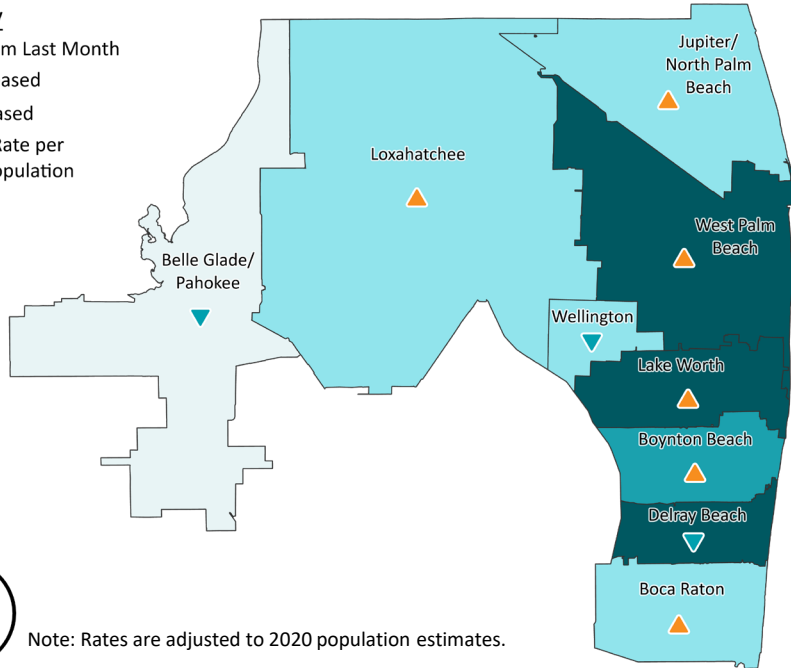 m Last Month
ased
ased
Rate per
opulation
Jupiter/
North Palm
Beach
Loxahatchee
West Palm
Beach
Belle Glade/
Pahokee
Wellington
Lake Worth
Boynton Beach
Delray Beach
Boca Raton
Note: Rates are adjusted to 2020 population estimates.